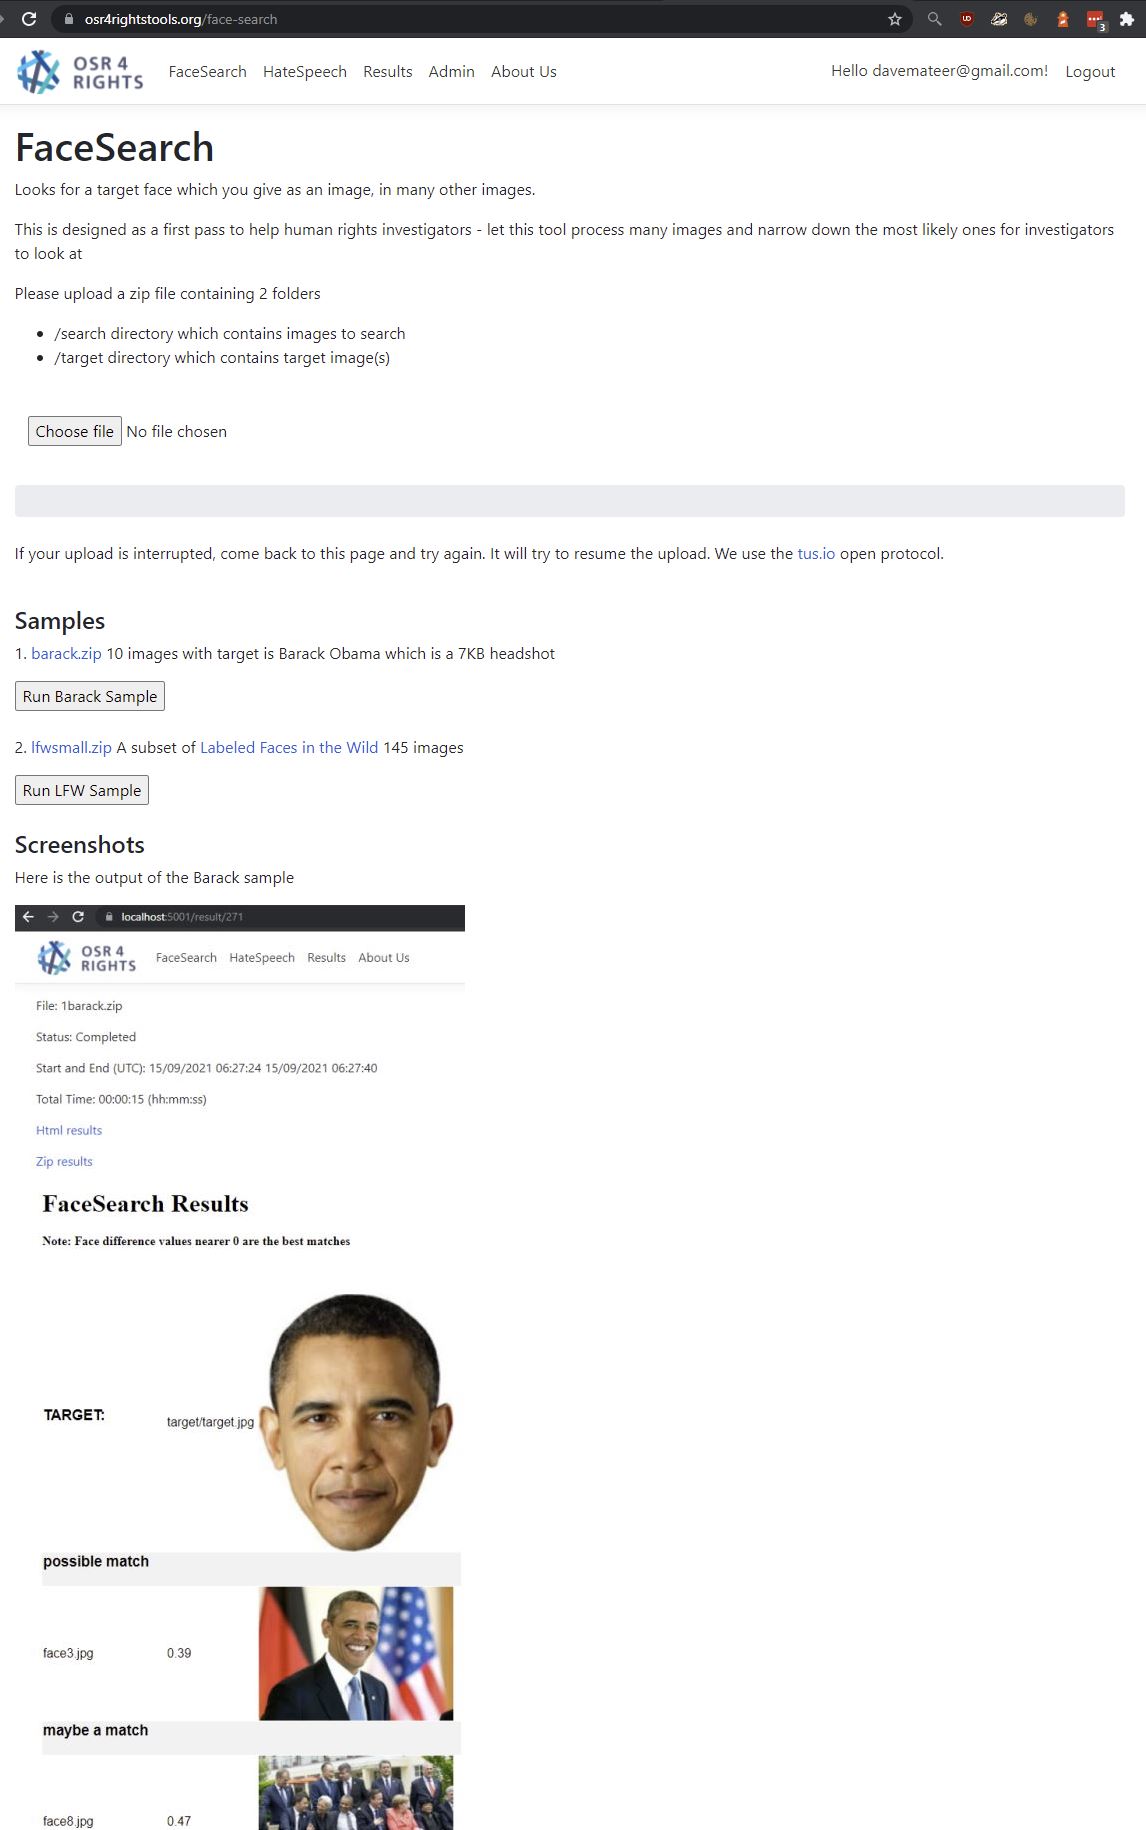 osr4rightstools.org/face-search
3
OSR 4
RIGHTS
FaceSearch HateSpeech Results Admin About Us
Hello davemateer@gmail.com! Logout
FaceSearch
Looks for a target face which you give as an image, in many other images.
This is designed as a first pass to help human rights investigators - let this tool process many images and narrow down the most likely ones for investigators
to look at
Please upload a zip file containing 2 folders
/search directory which contains images to search
/target directory which contains target image(s)
Choose file No file chosen
If your upload is interrupted, come back to this page and try again. It will try to resume the upload. We use the tus.io open protocol.
Samples
1. barack.zip 10 images with target is Barack Obama which is a 7KB headshot
Run Barack Sample
2. lfwsmall.zip A subset of Labeled Faces in the Wild 145 images
Run LFW Sample
Screenshots
Here is the output of the Barack sample
localhost:5001/result/271
OSR 4
RIGHTS
FaceSearch HateSpeech Results About Us
File: 1barack.zip
Status: Completed
Start and End (UTC): 15/09/2021 06:27:24 15/09/2021 06:27:40
Total Time: 00:00:15 (hh:mm:ss)
Html results
Zip results
FaceSearch Results
Note: Face difference values nearer 0 are the best matches
TARGET: target/target.jpg
possible match
face3.jpg 0.39
maybe a match
face8.jpg 0.47